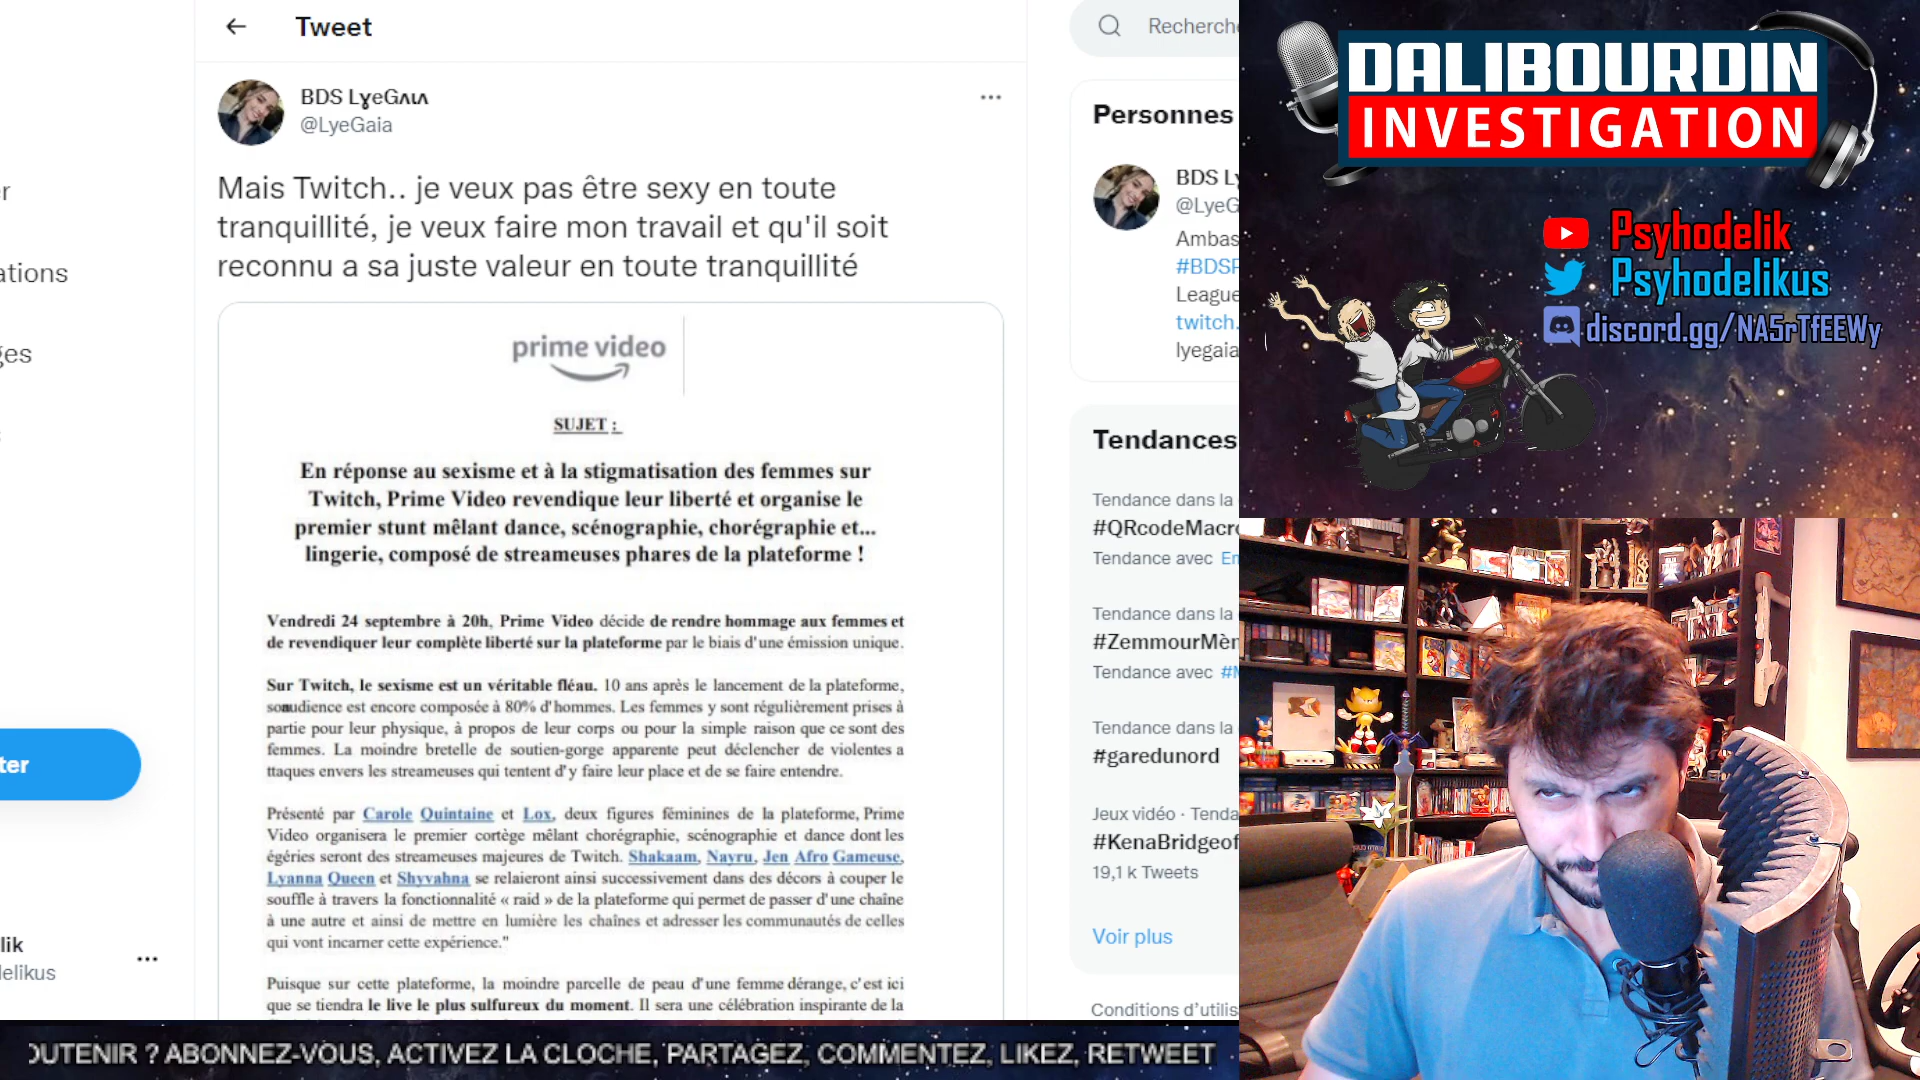 Tweet
BDS LɣeGʌɩʌ
@LyeGaia
Mais Twitch.. je veux pas être sexy en toute
tranquillité, je veux faire mon travail et qu'il soit
reconnu a sa juste valeur en toute tranquillité
prime video
SUJET :
En réponse au sexisme et à la stigmatisation des femmes sur
Twitch, Prime Video revendique leur liberté et organise le
premier stunt mêlant dance, scénographie, chorégraphie et...
lingerie, composé de streameuses phares de la plateforme !
Vendredi 24 septembre à 20h, Prime Video décide de rendre hommage aux femmes et
de revendiquer leur complète liberté sur la plateforme par le biais d'une émission unique.
Sur Twitch, le sexisme est un véritable fléau. 10 ans après le lancement de la plateforme,
est encore composée à 80% d'hommes. Les femmes y sont régulièrement prises à
partie pour leur physique, à propos de leur corps ou pour la simple raison que ce sont des
femmes. La moindre bretelle de soutien-gorge apparente peut déclencher de violentes a
ttaques envers les streameuses qui tentent d'y faire leur place et de se faire entendre.
Présenté par Carole Quintaine et Lox, deux figures féminines de la plateforme, Prime
Video organisera le premier cortège mêlant chorégraphie, scénographie et dance dont les
égéries seront des streameuses majeures de Twitch. Shakaam, Nayru, Jen Afro Gameuse,
Lyanna Queen et Shyvahna se relaieront ainsi successivement dans des décors à couper le
souffle à travers la fonctionnalité « raid » de la plateforme qui permet de passer d'une chaîne
à une autre et ainsi de mettre en lumière les chaînes et adresser les communautés de celles
qui vont incarner cette expérience."
Puisque sur cette plateforme, la moindre parcelle de peau d'une femme dérange, c'est ici
que se tiendra le live le plus sulfureux du moment. Il sera une célébration inspirante de la
r
ations
ges
ter
lik
lelikus
Recherche
Personnes
BDS Ly
@LyeG
Ambas
#BDSP
League
twitch.
lyegaia
Tendances
Tendance dans la
#QRcodeMacro
Tendance avec Em
Tendance dans la
#ZemmourMèn
Tendance avec #M
Tendance dans la
#garedunord
Jeux vidéo · Tenda
#KenaBridgeof
19,1 k Tweets
Voir plus
Conditions d'utilis
DALIBOURDIN
INVESTIGATION
Psyhodelik
Psyhodelikus
discord.gg/NA5rTfEEWy
OUTENIR ? ABONNEZ-VOUS, ACTIVEZ LA CLOCHE, PARTAGEZ, COMMENTEZ, LIKEZ, RETWEET